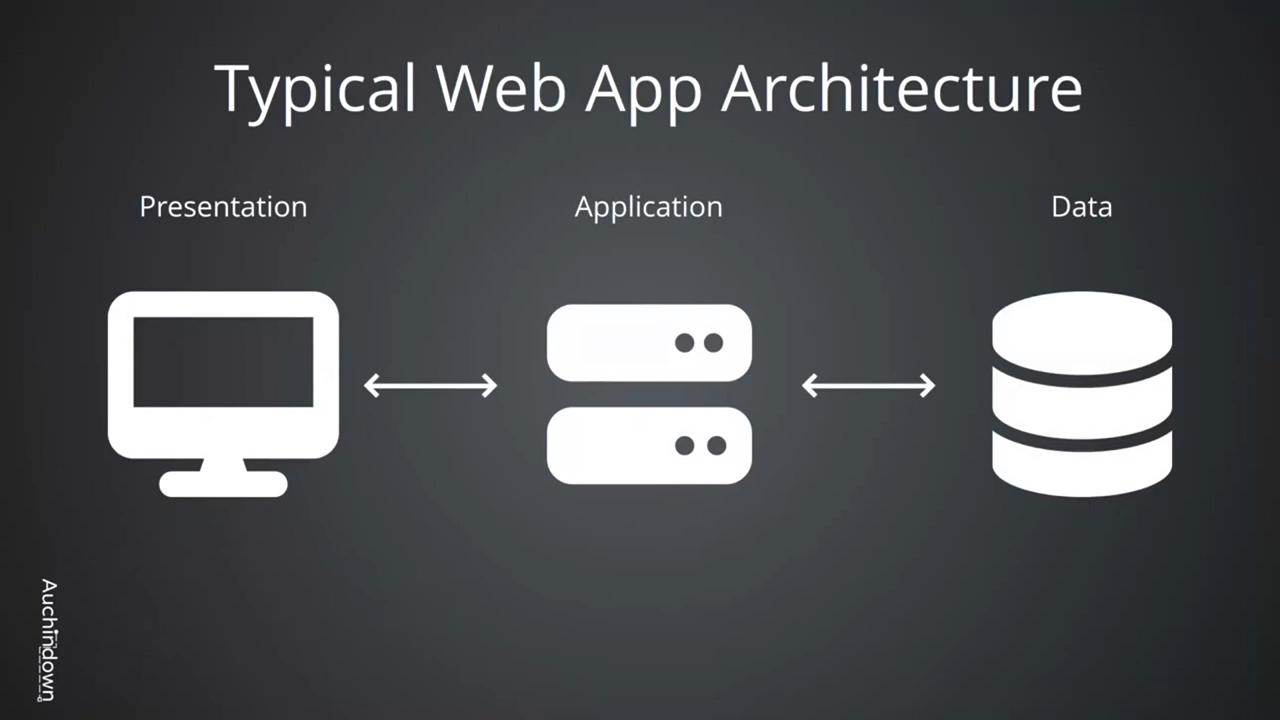 Typical Web App Architecture
Presentation
Application
Data
Auchindown